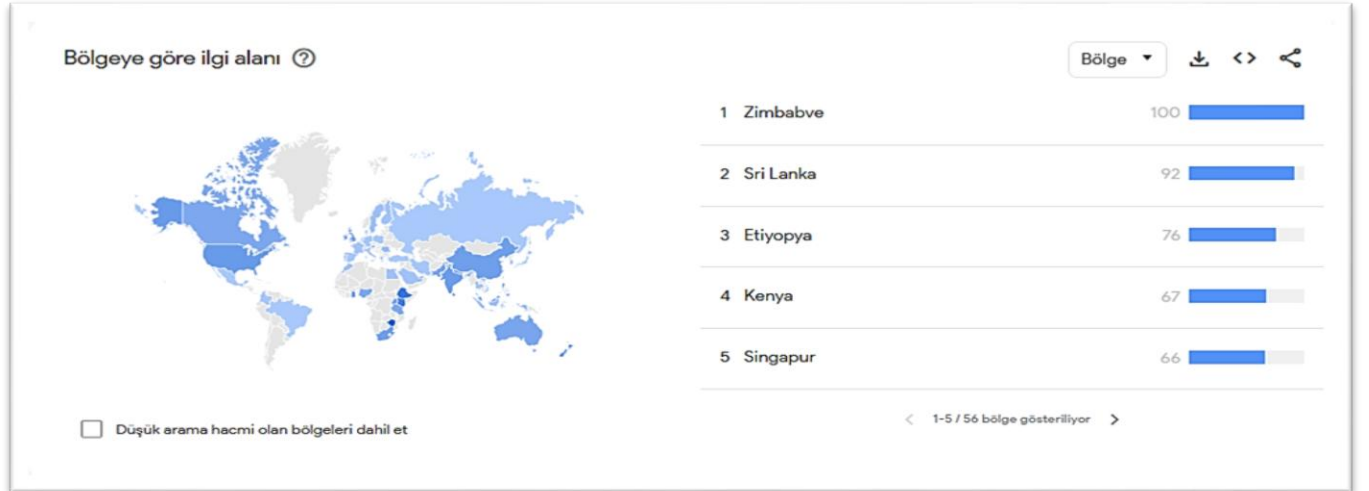 Bölgeye göre ilgi alanı
Bölge
1 Zimbabve 100
2 Sri Lanka 92
3 Etiyopya 76
4 Kenya 67
5 Singapur 66
Düşük arama hacmi olan bölgeleri dahil et
1-5 / 56 bölge gösteriliyor